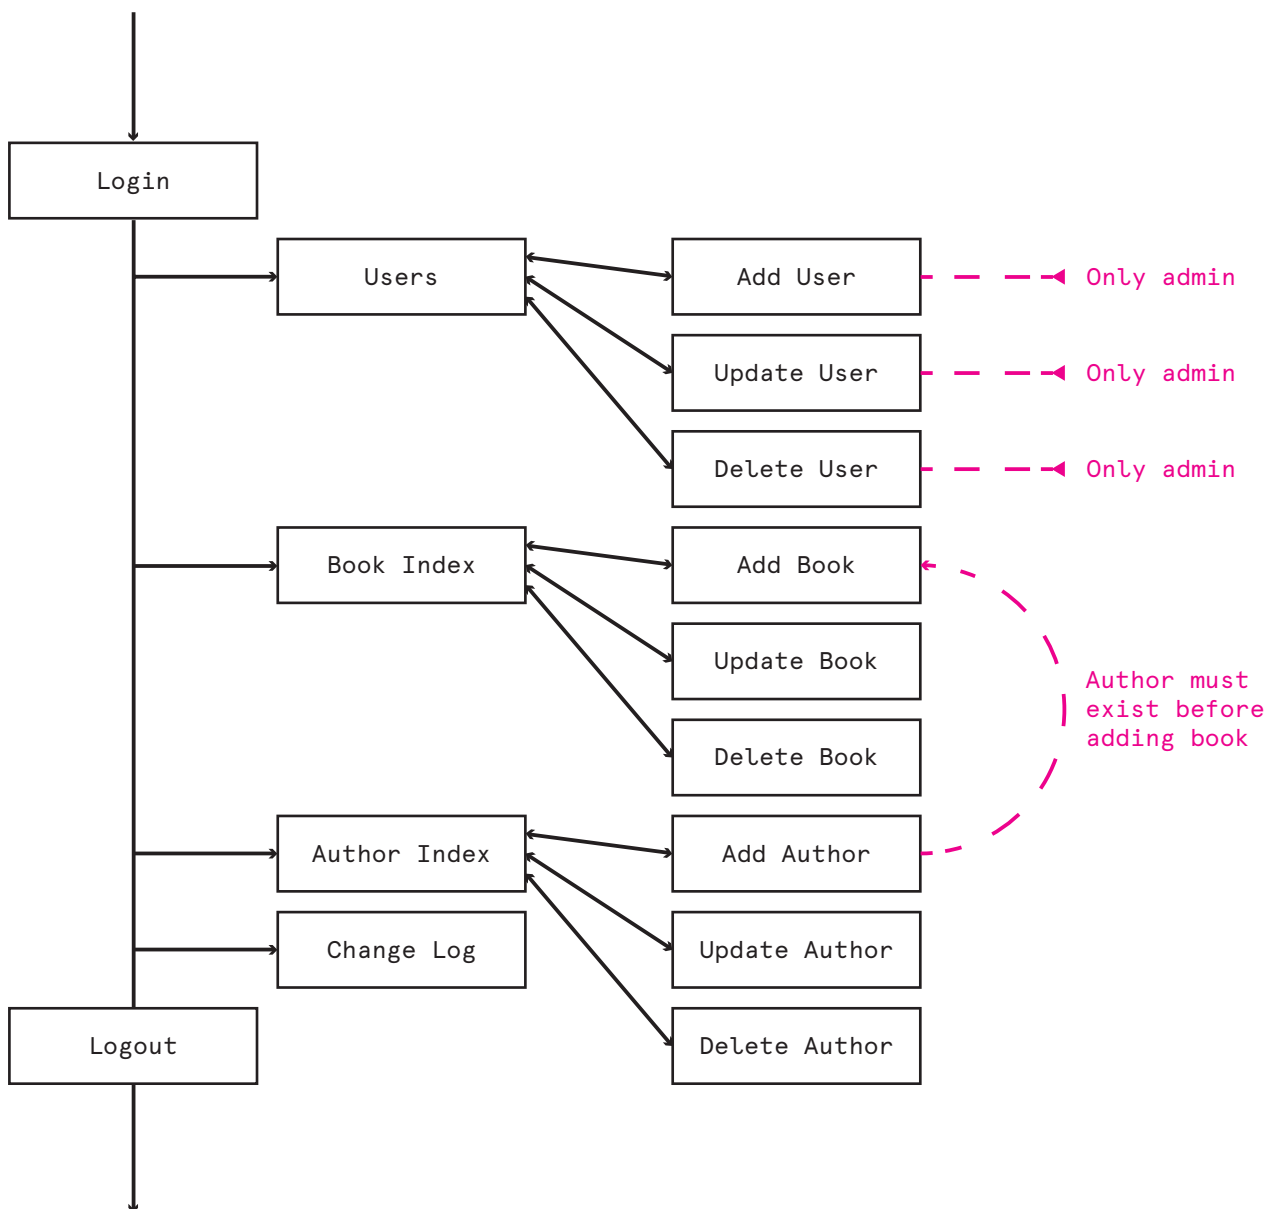 Login
Users
Add User
Only admin
Update User
Only admin
Delete User
Only admin
Book Index
Add Book
Update Book
Author must
exist before
adding book
Delete Book
Author Index
Add Author
Change Log
Update Author
Logout
Delete Author